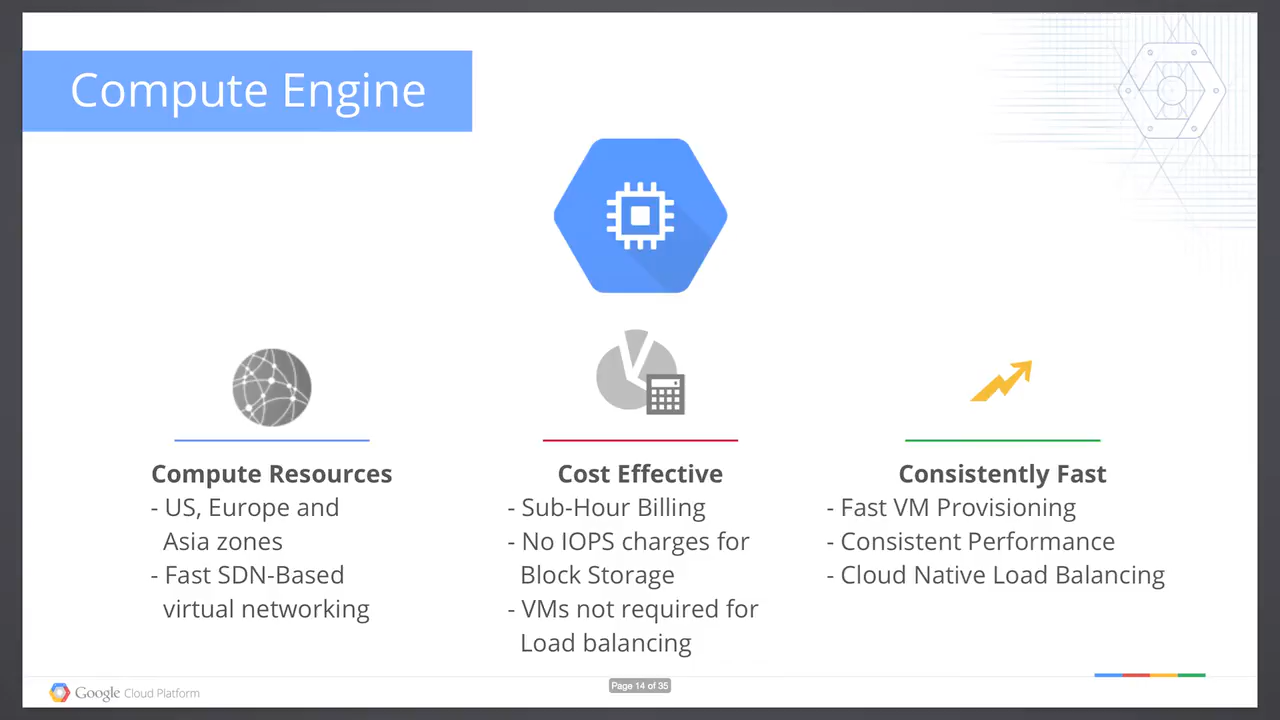 Compute Engine
Compute Resources
- US, Europe and
Asia zones
- Fast SDN-Based
virtual networking
Cost Effective
- Sub-Hour Billing
- No IOPS charges for
Block Storage
- VMs not required for
Load balancing
Consistently Fast
- Fast VM Provisioning
- Consistent Performance
- Cloud Native Load Balancing
Google Cloud Platform
Page 14 of 35